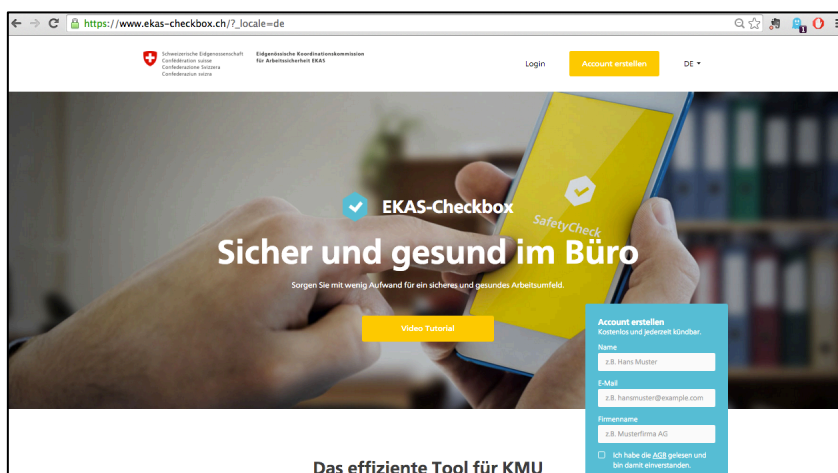 https://www.ekas-checkbox.ch/?_locale=de
1
Schweizerische Eidgenossenschaft
Confédération suisse
Confederazione Svizzera
Confederaziun svizra
Eidgenössische Koordinationskommission
für Arbeitssicherheit EKAS
Login
Account erstellen
DE
EKAS-Checkbox
SafetyCheck
Sicher und gesund im Büro
Sorgen Sie mit wenig Aufwand für ein sicheres und gesundes Arbeitsumfeld.
Video Tutorial
Account erstellen
Kostenlos und jederzeit kündbar.
Name
z.B. Hans Muster
E-Mail
z.B. hansmuster@example.com
Firmenname
z.B. Musterfirma AG
Ich habe die AGB gelesen und
bin damit einverstanden.
Das effiziente Tool für KMU